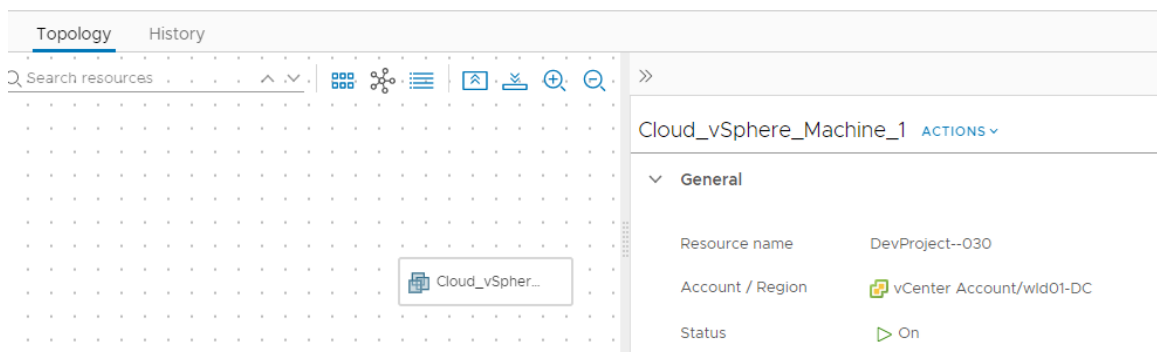 Topology History
Search resources
Cloud_vSphere_Machine_1 ACTIONS
General
Resource name DevProject--030
Cloud_vSpher...
Account / Region vCenter Account/wld01-DC
Status On